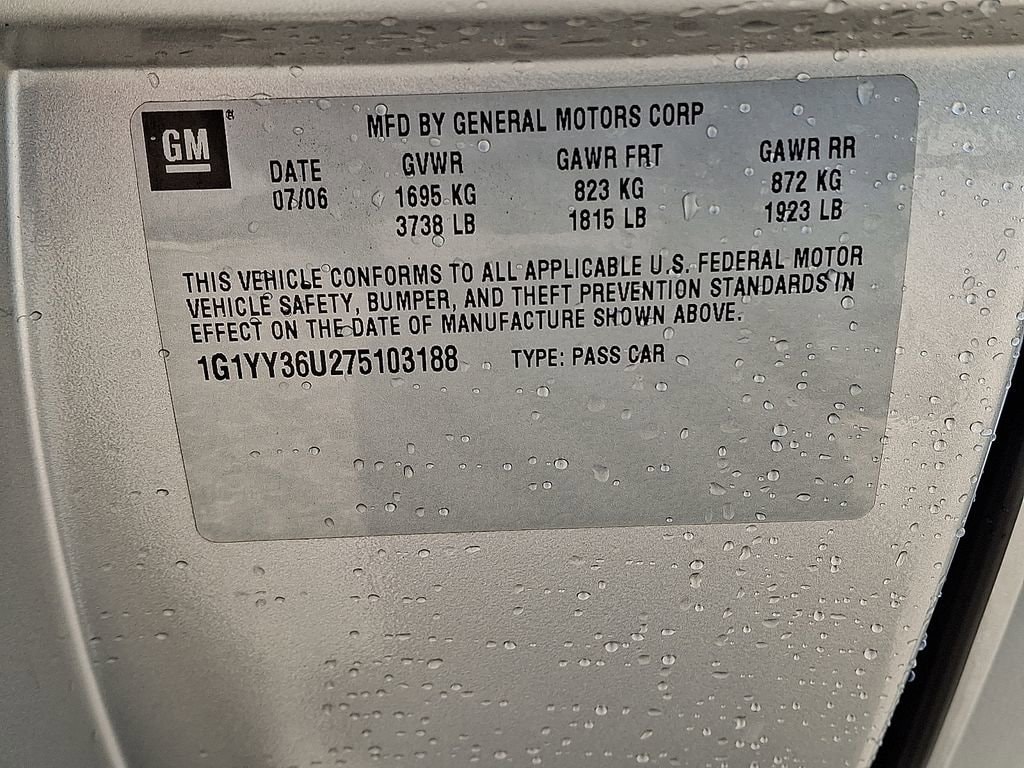 GM ®
MFD BY GENERAL MOTORS CORP
DATE GVWR GAWR FRT GAWR RR
07/06 1695 KG 823 KG 872 KG
3738 LB 1815 LB 1923 LB
THIS VEHICLE CONFORMS TO ALL APPLICABLE U.S. FEDERAL MOTOR
VEHICLE SAFETY, BUMPER, AND THEFT PREVENTION STANDARDS IN
EFFECT ON THE DATE OF MANUFACTURE SHOWN ABOVE.
1G1YY36U275103188 TYPE: PASS CAR